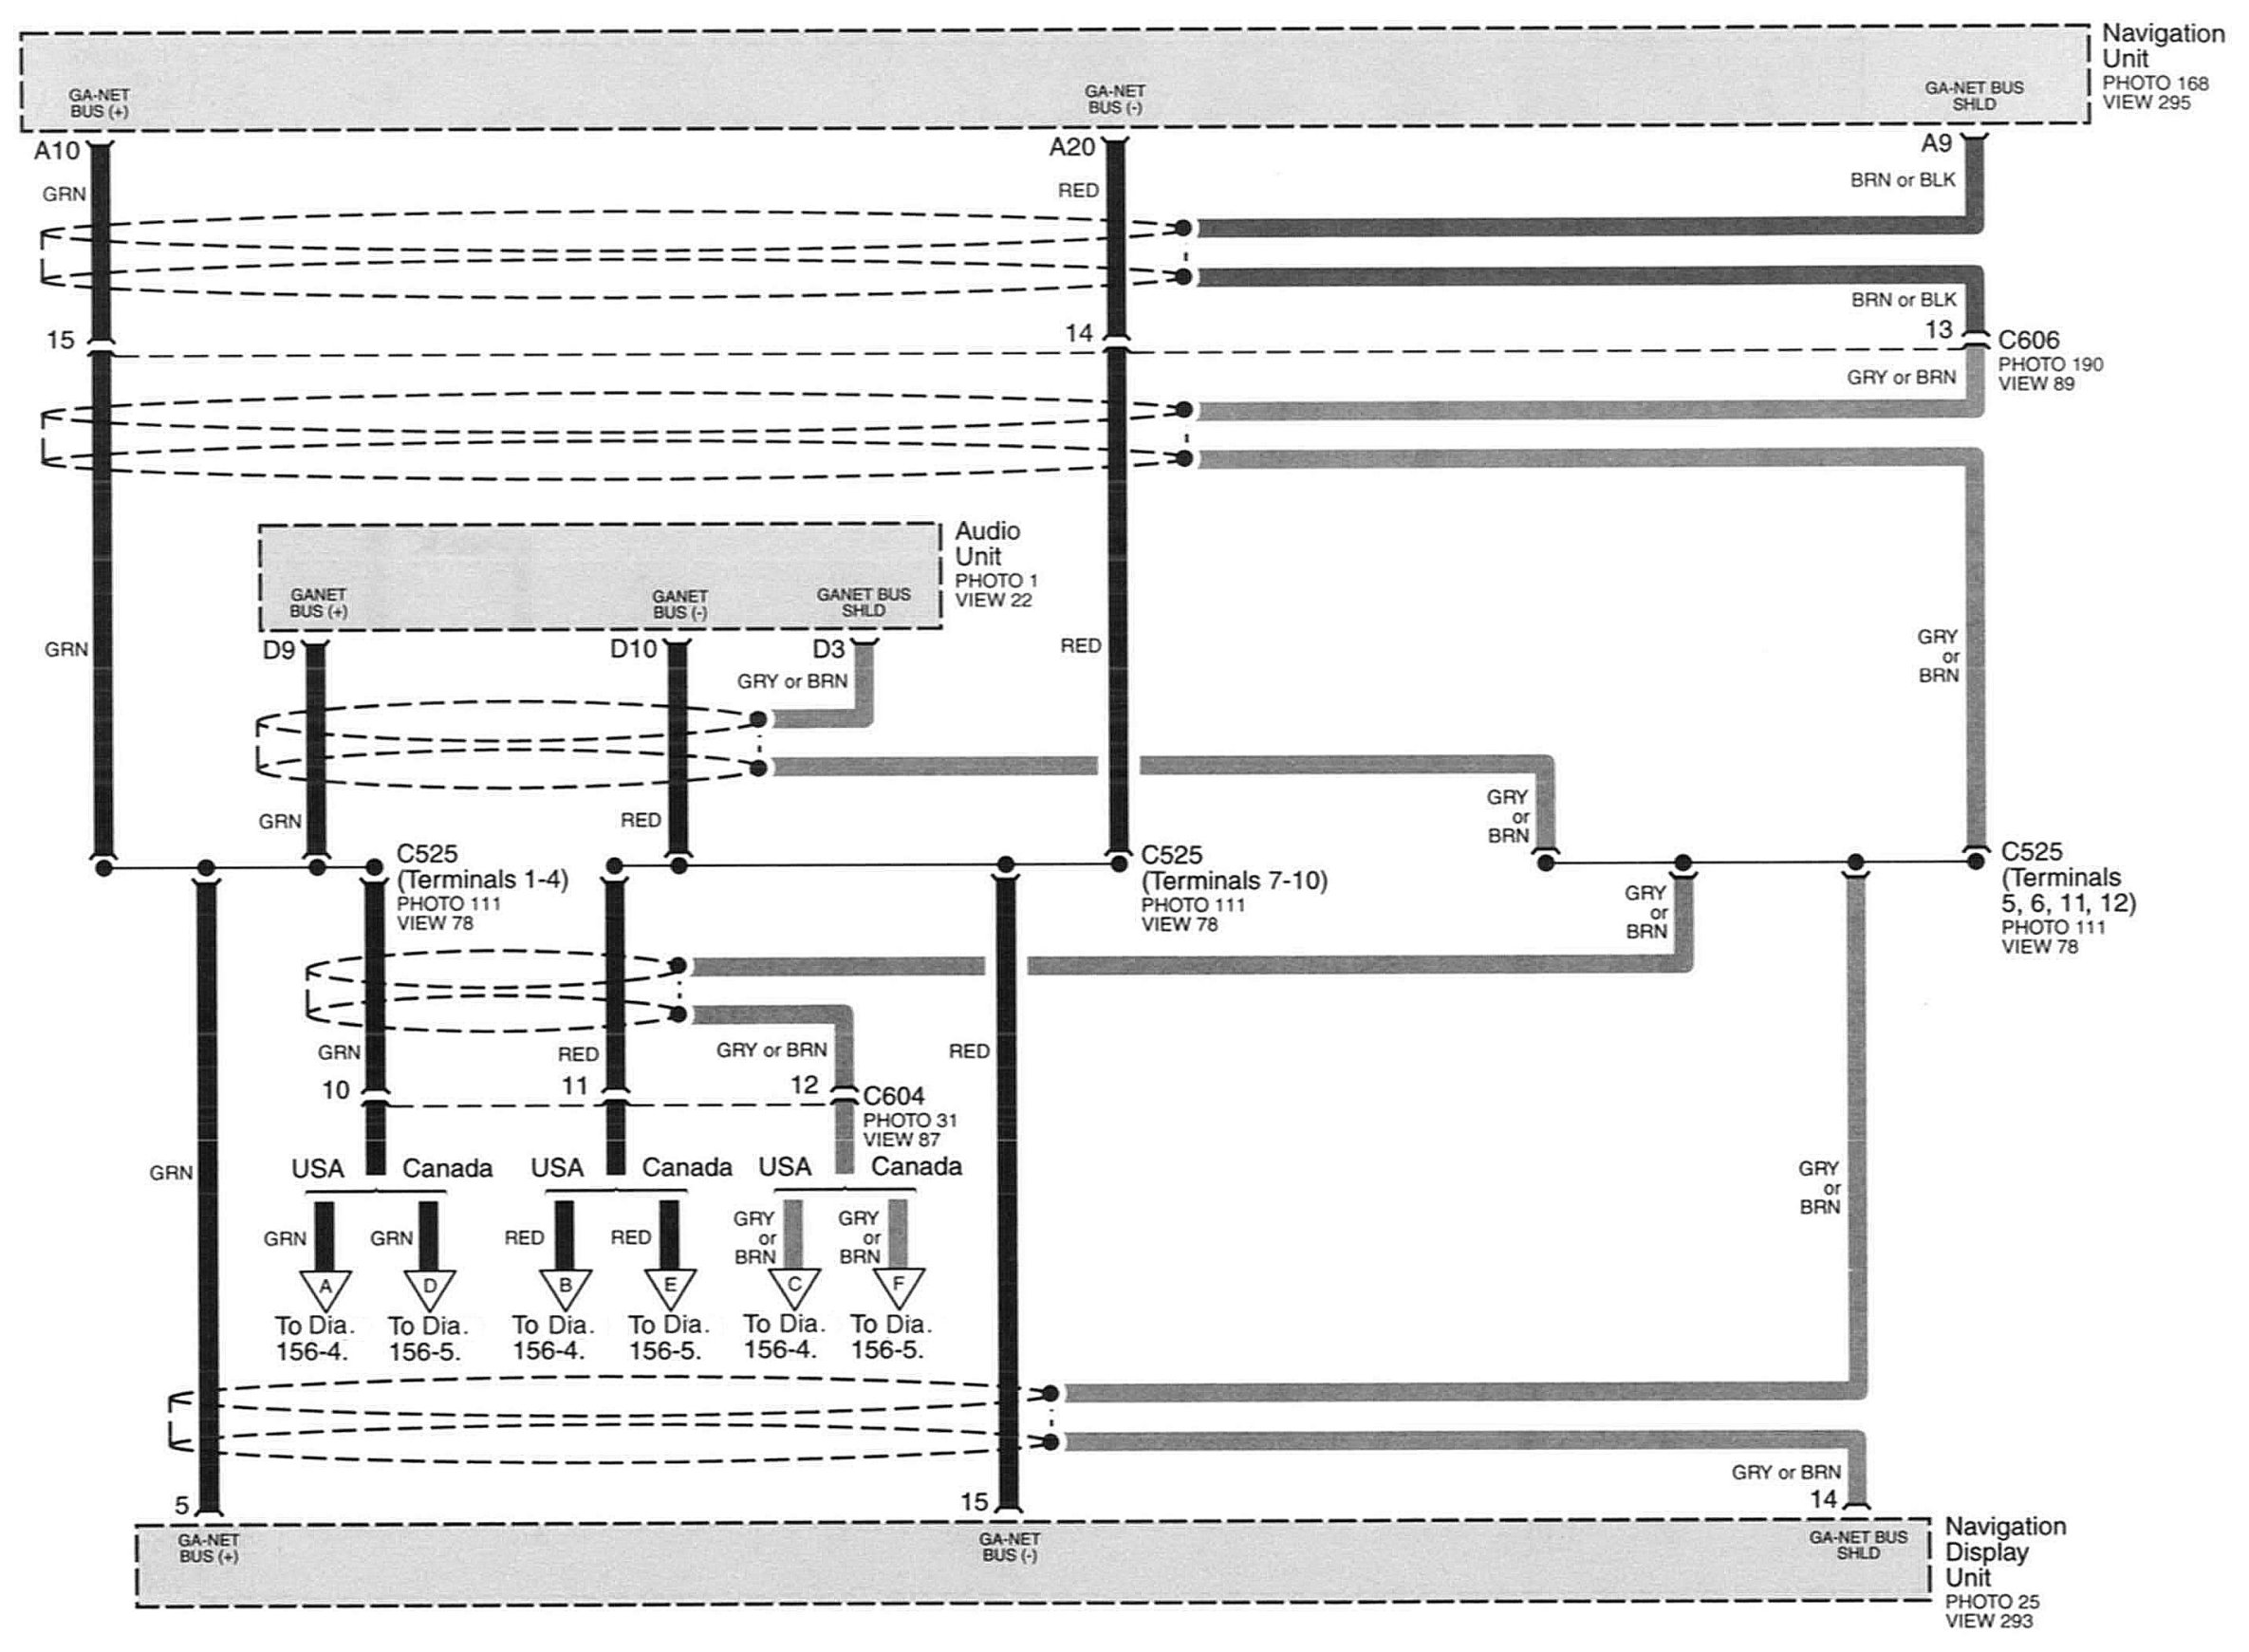 Navigation
Unit
PHOTO 168
VIEW 295
GA-NET
BUS (+)
GA-NET
BUS (-)
GA-NET BUS
SHLD
A10
A20
A9
GRN
RED
BRN or BLK
BRN or BLK
15
14
13
C606
PHOTO 190
VIEW 89
GRY or BRN
Audio
Unit
PHOTO 1
VIEW 22
GANET
BUS (+)
GANET
BUS (-)
GANET BUS
SHLD
D9
D10
D3
GRN
RED
GRY
or
BRN
GRY or BRN
GRN
RED
GRY
or
BRN
C525
(Terminals 1-4)
PHOTO 111
VIEW 78
C525
(Terminals 7-10)
PHOTO 111
VIEW 78
C525
(Terminals
5, 6, 11, 12)
PHOTO 111
VIEW 78
GRY
or
BRN
GRN
RED
GRY or BRN
RED
10
11
12
C604
PHOTO 31
VIEW 87
GRN
USA
Canada
USA
Canada
USA
Canada
GRY
or
BRN
GRN
GRN
RED
RED
GRY
or
BRN
GRY
or
BRN
A
D
B
E
C
F
To Dia.
156-4.
To Dia.
156-5.
To Dia.
156-4.
To Dia.
156-5.
To Dia.
156-4.
To Dia.
156-5.
GRY or BRN
5
15
14
GA-NET
BUS (+)
GA-NET
BUS (-)
GA-NET BUS
SHLD
Navigation
Display
Unit
PHOTO 25
VIEW 293